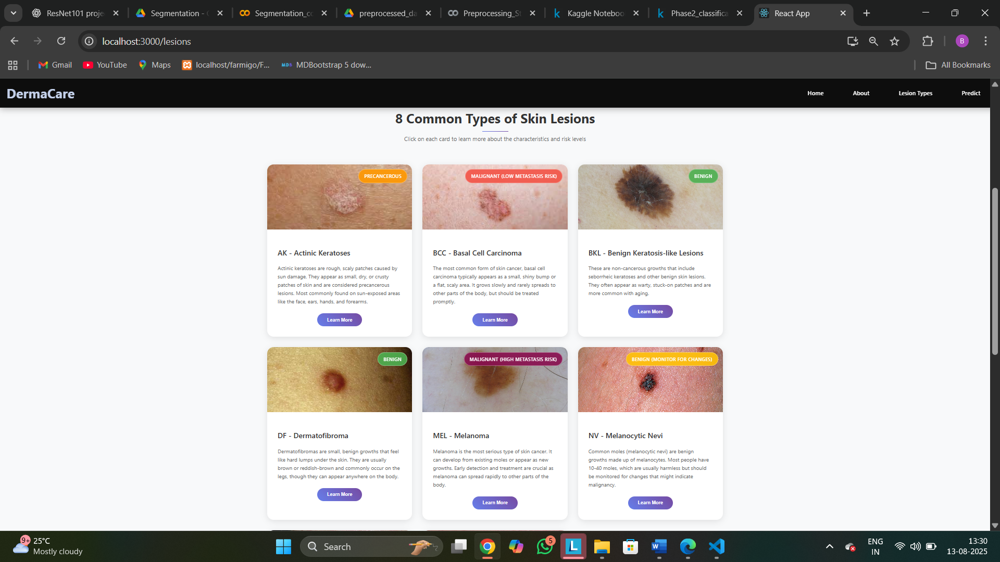 ResNet101 proje
Segmentation - 
Segmentation_c
preprocessed_da
Preprocessing_St
Kaggle Noteboo
Phase2_classifica
React App
localhost:3000/lesions
B
Gmail
YouTube
Maps
localhost/farmigo/F...
MDB
MDBootstrap 5 dow...
All Bookmarks
DermaCare
Home
About
Lesion Types
Predict
8 Common Types of Skin Lesions
Click on each card to learn more about the characteristics and risk levels
PRECANCEROUS
AK - Actinic Keratoses
Actinic keratoses are rough, scaly patches caused by
sun damage. They appear as small, dry, or crusty
patches of skin and are considered precancerous
lesions. Most commonly found on sun-exposed areas
like the face, ears, hands, and forearms.
Learn More
MALIGNANT (LOW METASTASIS RISK)
BCC - Basal Cell Carcinoma
The most common form of skin cancer, basal cell
carcinoma typically appears as a small, shiny bump or
a flat, scaly area. It grows slowly and rarely spreads to
other parts of the body, but should be treated
promptly.
Learn More
BENIGN
BKL - Benign Keratosis-like Lesions
These are non-cancerous growths that include
seborrheic keratoses and other benign skin lesions.
They often appear as warty, stuck-on patches and are
more common with aging.
Learn More
BENIGN
DF - Dermatofibroma
Dermatofibromas are small, benign growths that feel
like hard lumps under the skin. They are usually
brown or reddish-brown and commonly occur on the
legs, though they can appear anywhere on the body.
Learn More
MALIGNANT (HIGH METASTASIS RISK)
MEL - Melanoma
Melanoma is the most serious type of skin cancer. It
can develop from existing moles or appear as new
growths. Early detection and treatment are crucial as
melanoma can spread rapidly to other parts of the
body.
Learn More
BENIGN (MONITOR FOR CHANGES)
NV - Melanocytic Nevi
Common moles (melanocytic nevi) are benign
growths made up of melanocytes. Most people have
10-40 moles, which are usually harmless but should
be monitored for changes that might indicate
malignancy.
Learn More
9+
25°C
Mostly cloudy
Search
5
ENG
IN
13:30
13-08-2025